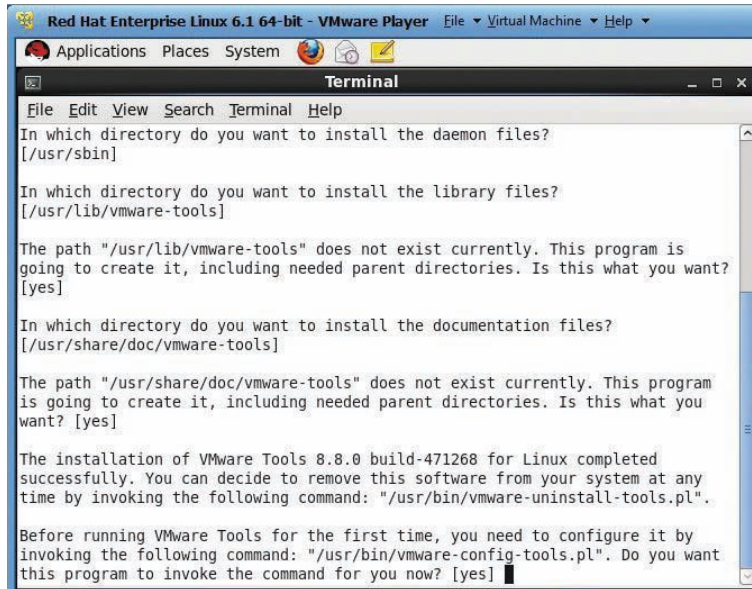 Red Hat Enterprise Linux 6.1 64-bit - VMware Player File Virtual Machine Help
Applications Places System
Terminal
File Edit View Search Terminal Help
In which directory do you want to install the daemon files?
[/usr/sbin]
In which directory do you want to install the library files?
[/usr/lib/vmware-tools]
The path "/usr/lib/vmware-tools" does not exist currently. This program is
going to create it, including needed parent directories. Is this what you want?
[yes]
In which directory do you want to install the documentation files?
[/usr/share/doc/vmware-tools]
The path "/usr/share/doc/vmware-tools" does not exist currently. This program
is going to create it, including needed parent directories. Is this what you
want? [yes]
The installation of VMware Tools 8.8.0 build-471268 for Linux completed
successfully. You can decide to remove this software from your system at any
time by invoking the following command: "/usr/bin/vmware-uninstall-tools.pl".
Before running VMware Tools for the first time, you need to configure it by
invoking the following command: "/usr/bin/vmware-config-tools.pl". Do you want
this program to invoke the command for you now? [yes]